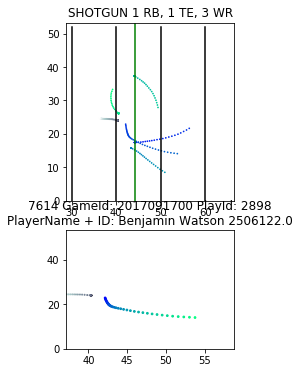 SHOTGUN 1 RB, 1 TE, 3 WR
50
40
30
20
10
0
30 40 50 60
7614 GameId: 2017091700 PlayId: 2898
PlayerName + ID: Benjamin Watson 2506122.0
40
20
0
40 45 50 55